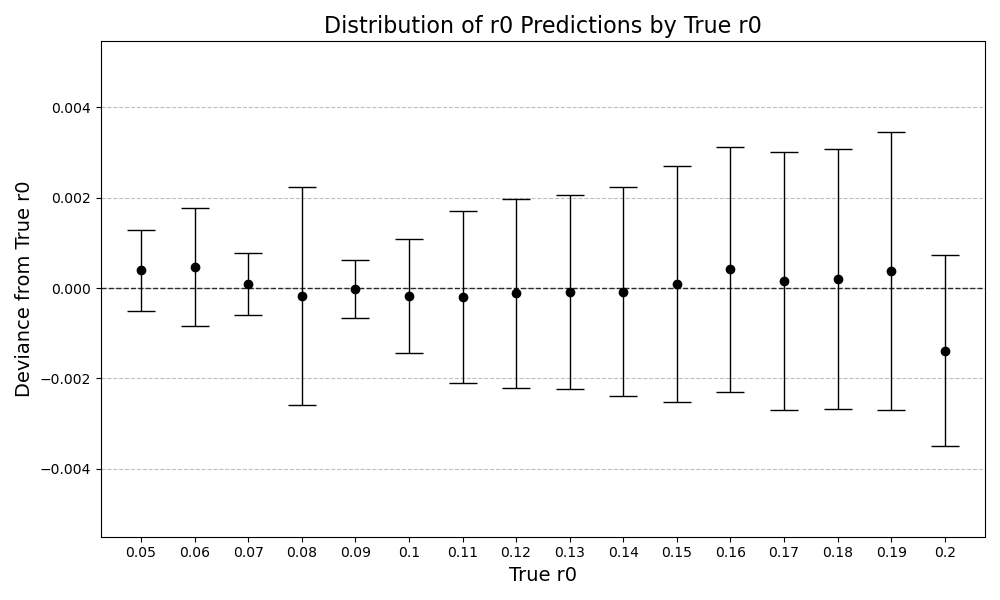 Distribution of r0 Predictions by True r0
Deviance from True r0
0.004
0.002
0.000
−0.002
−0.004
0.05 0.06 0.07 0.08 0.09 0.1 0.11 0.12 0.13 0.14 0.15 0.16 0.17 0.18 0.19 0.2
True r0